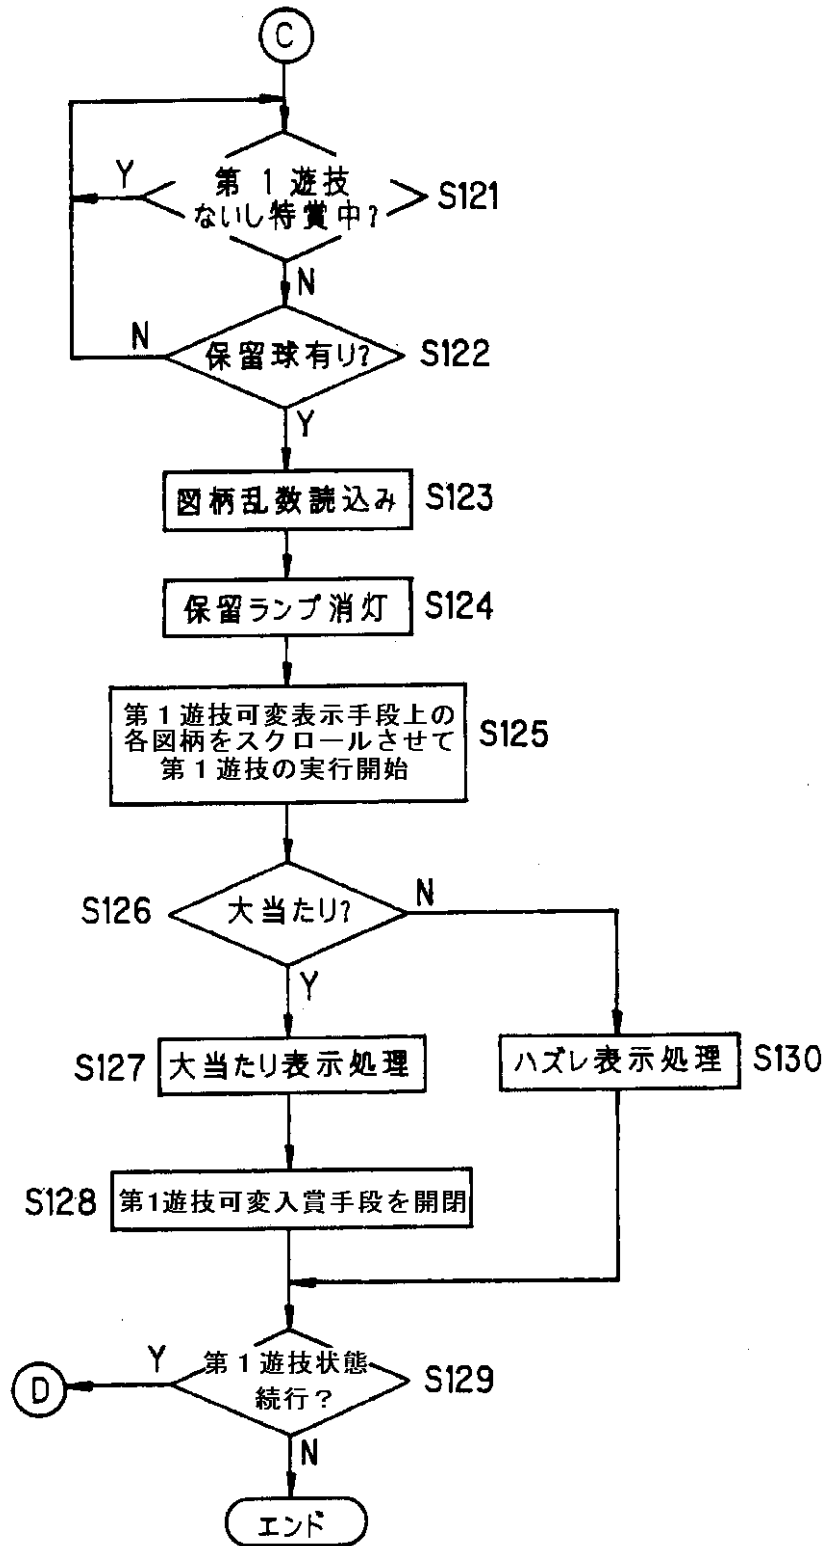 C
Y
第1遊技
ないし特賞中?
S121
N
N
保留球有り?
S122
Y
図柄乱数読込み
S123
保留ランプ消灯
S124
第1遊技可変表示手段上の
各図柄をスクロールさせて
第1遊技の実行開始
S125
S126
大当たり?
N
Y
S127
大当たり表示処理
ハズレ表示処理
S130
S128
第1遊技可変入賞手段を開閉
Y
第1遊技状態
続行?
S129
D
N
エンド